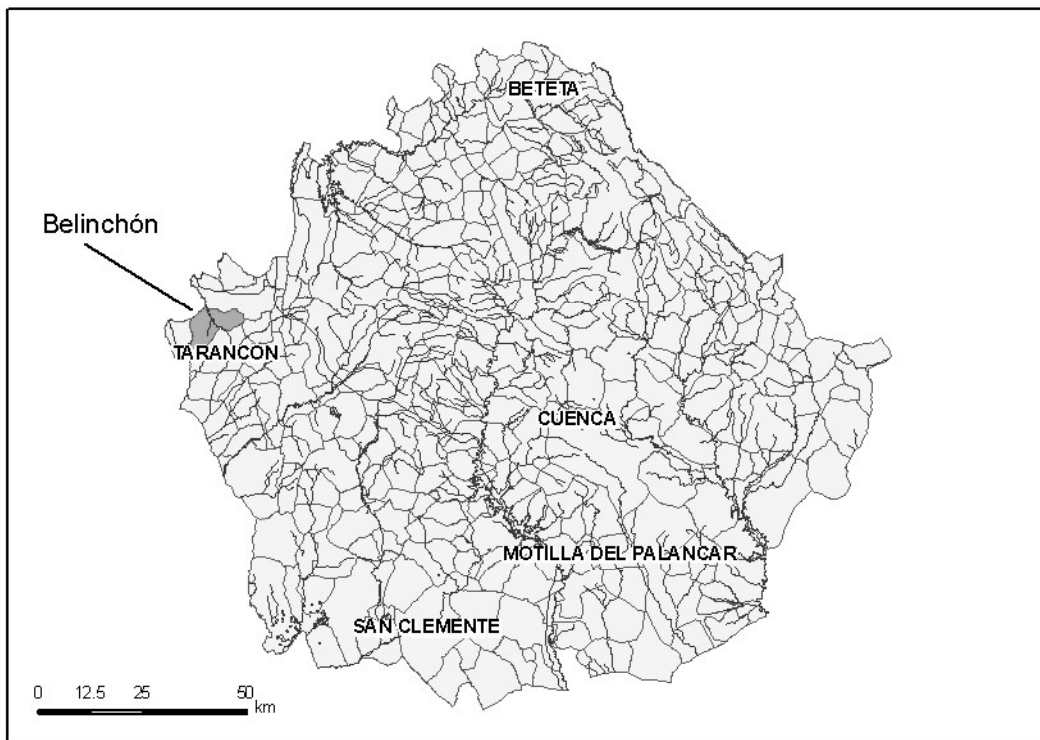 BETETA
Belinchón
TARANCON
CUENCA
MOTILLA DEL PALANCAR
SAN CLEMENTE
0 12.5 25 50
km